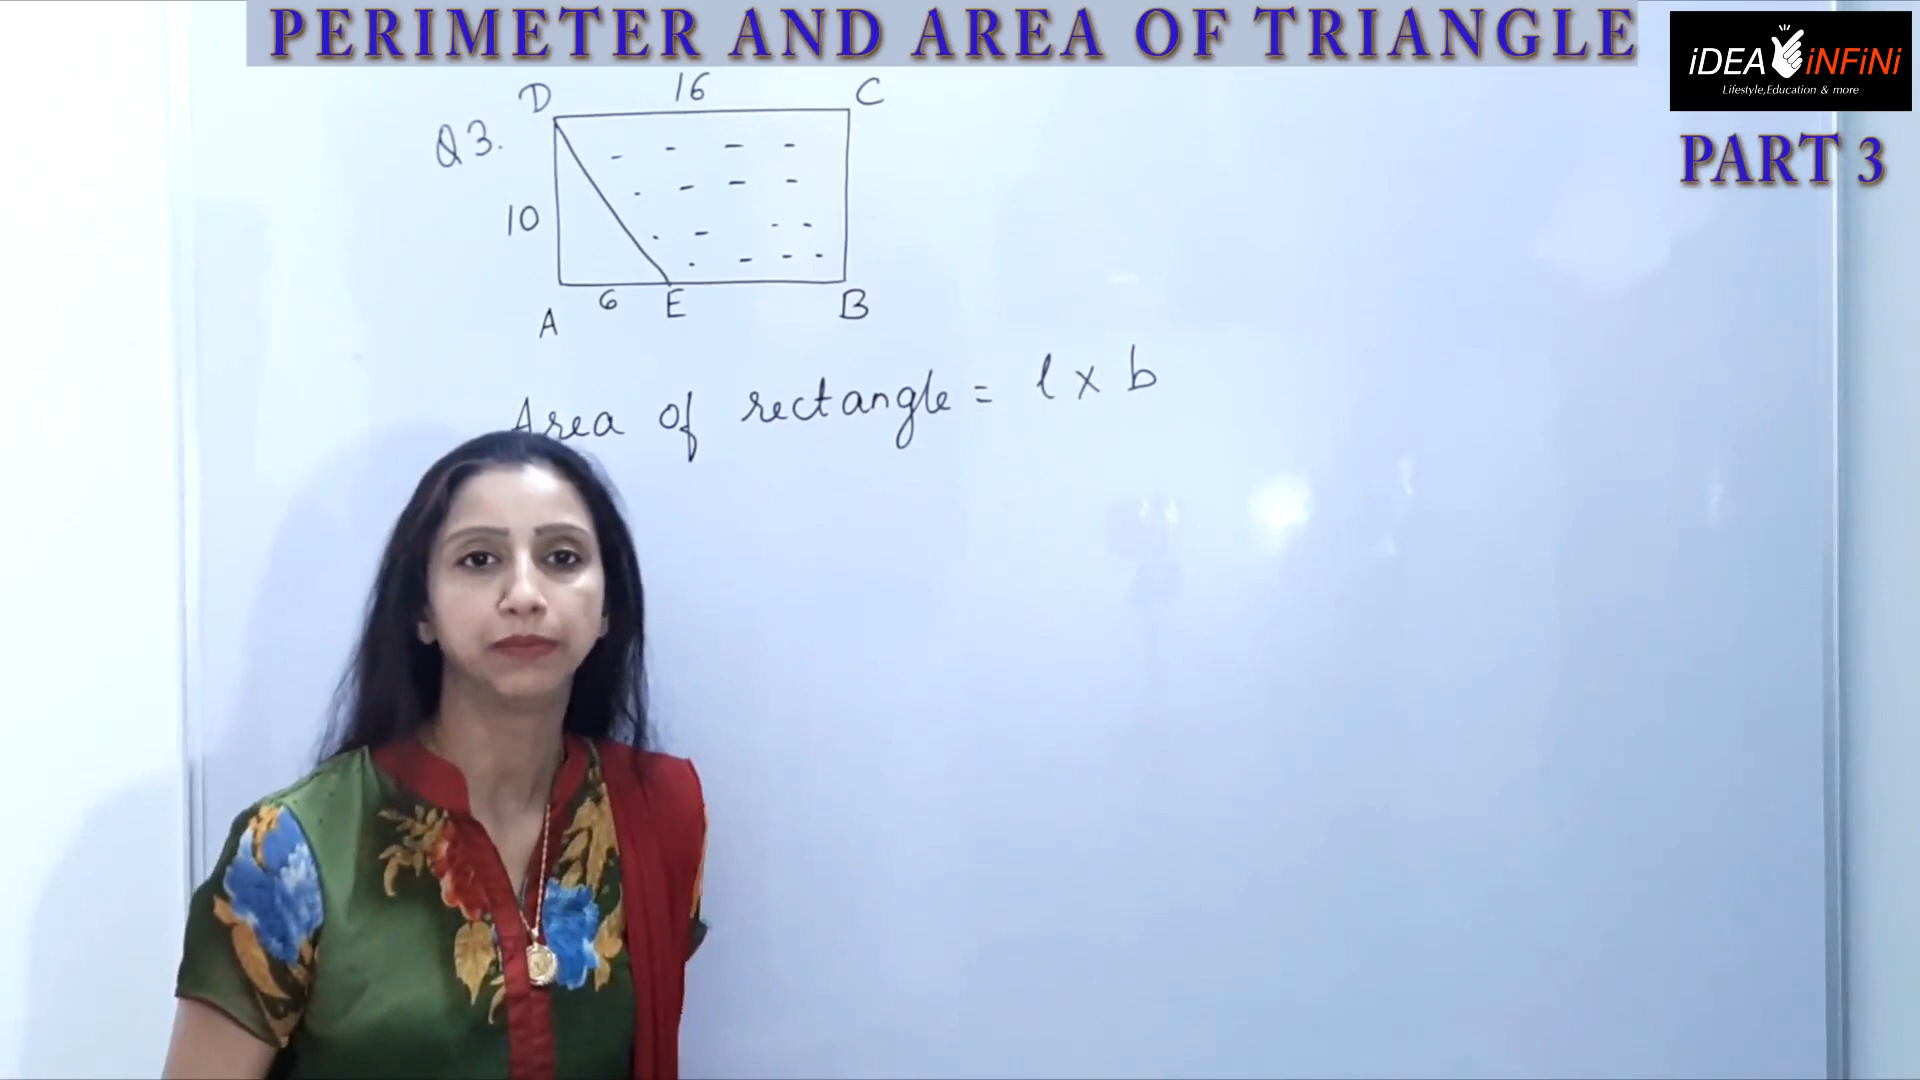 PERIMETER AND AREA OF TRIANGLE
iDEA iNFiNi
Lifestyle,Education & more
PART 3
D 16 C
Q3.
10
A 6 E B
Area of rectangle = l x b